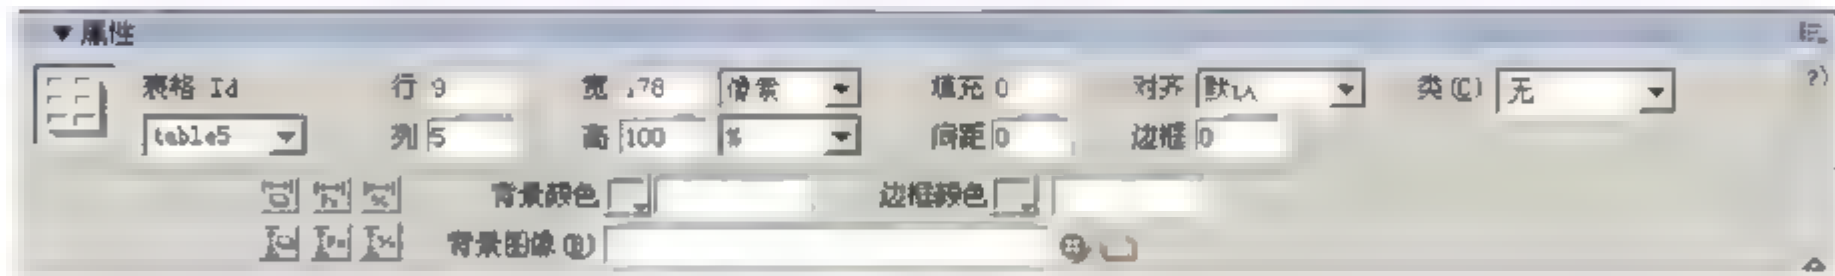 属性
表格 Id 行 9 宽 像素 填充 0 对齐 默认 类(C) 无
table5 列 5 高 100 % 间距 0 边框 0
背景颜色 边框颜色
背景图像(B)